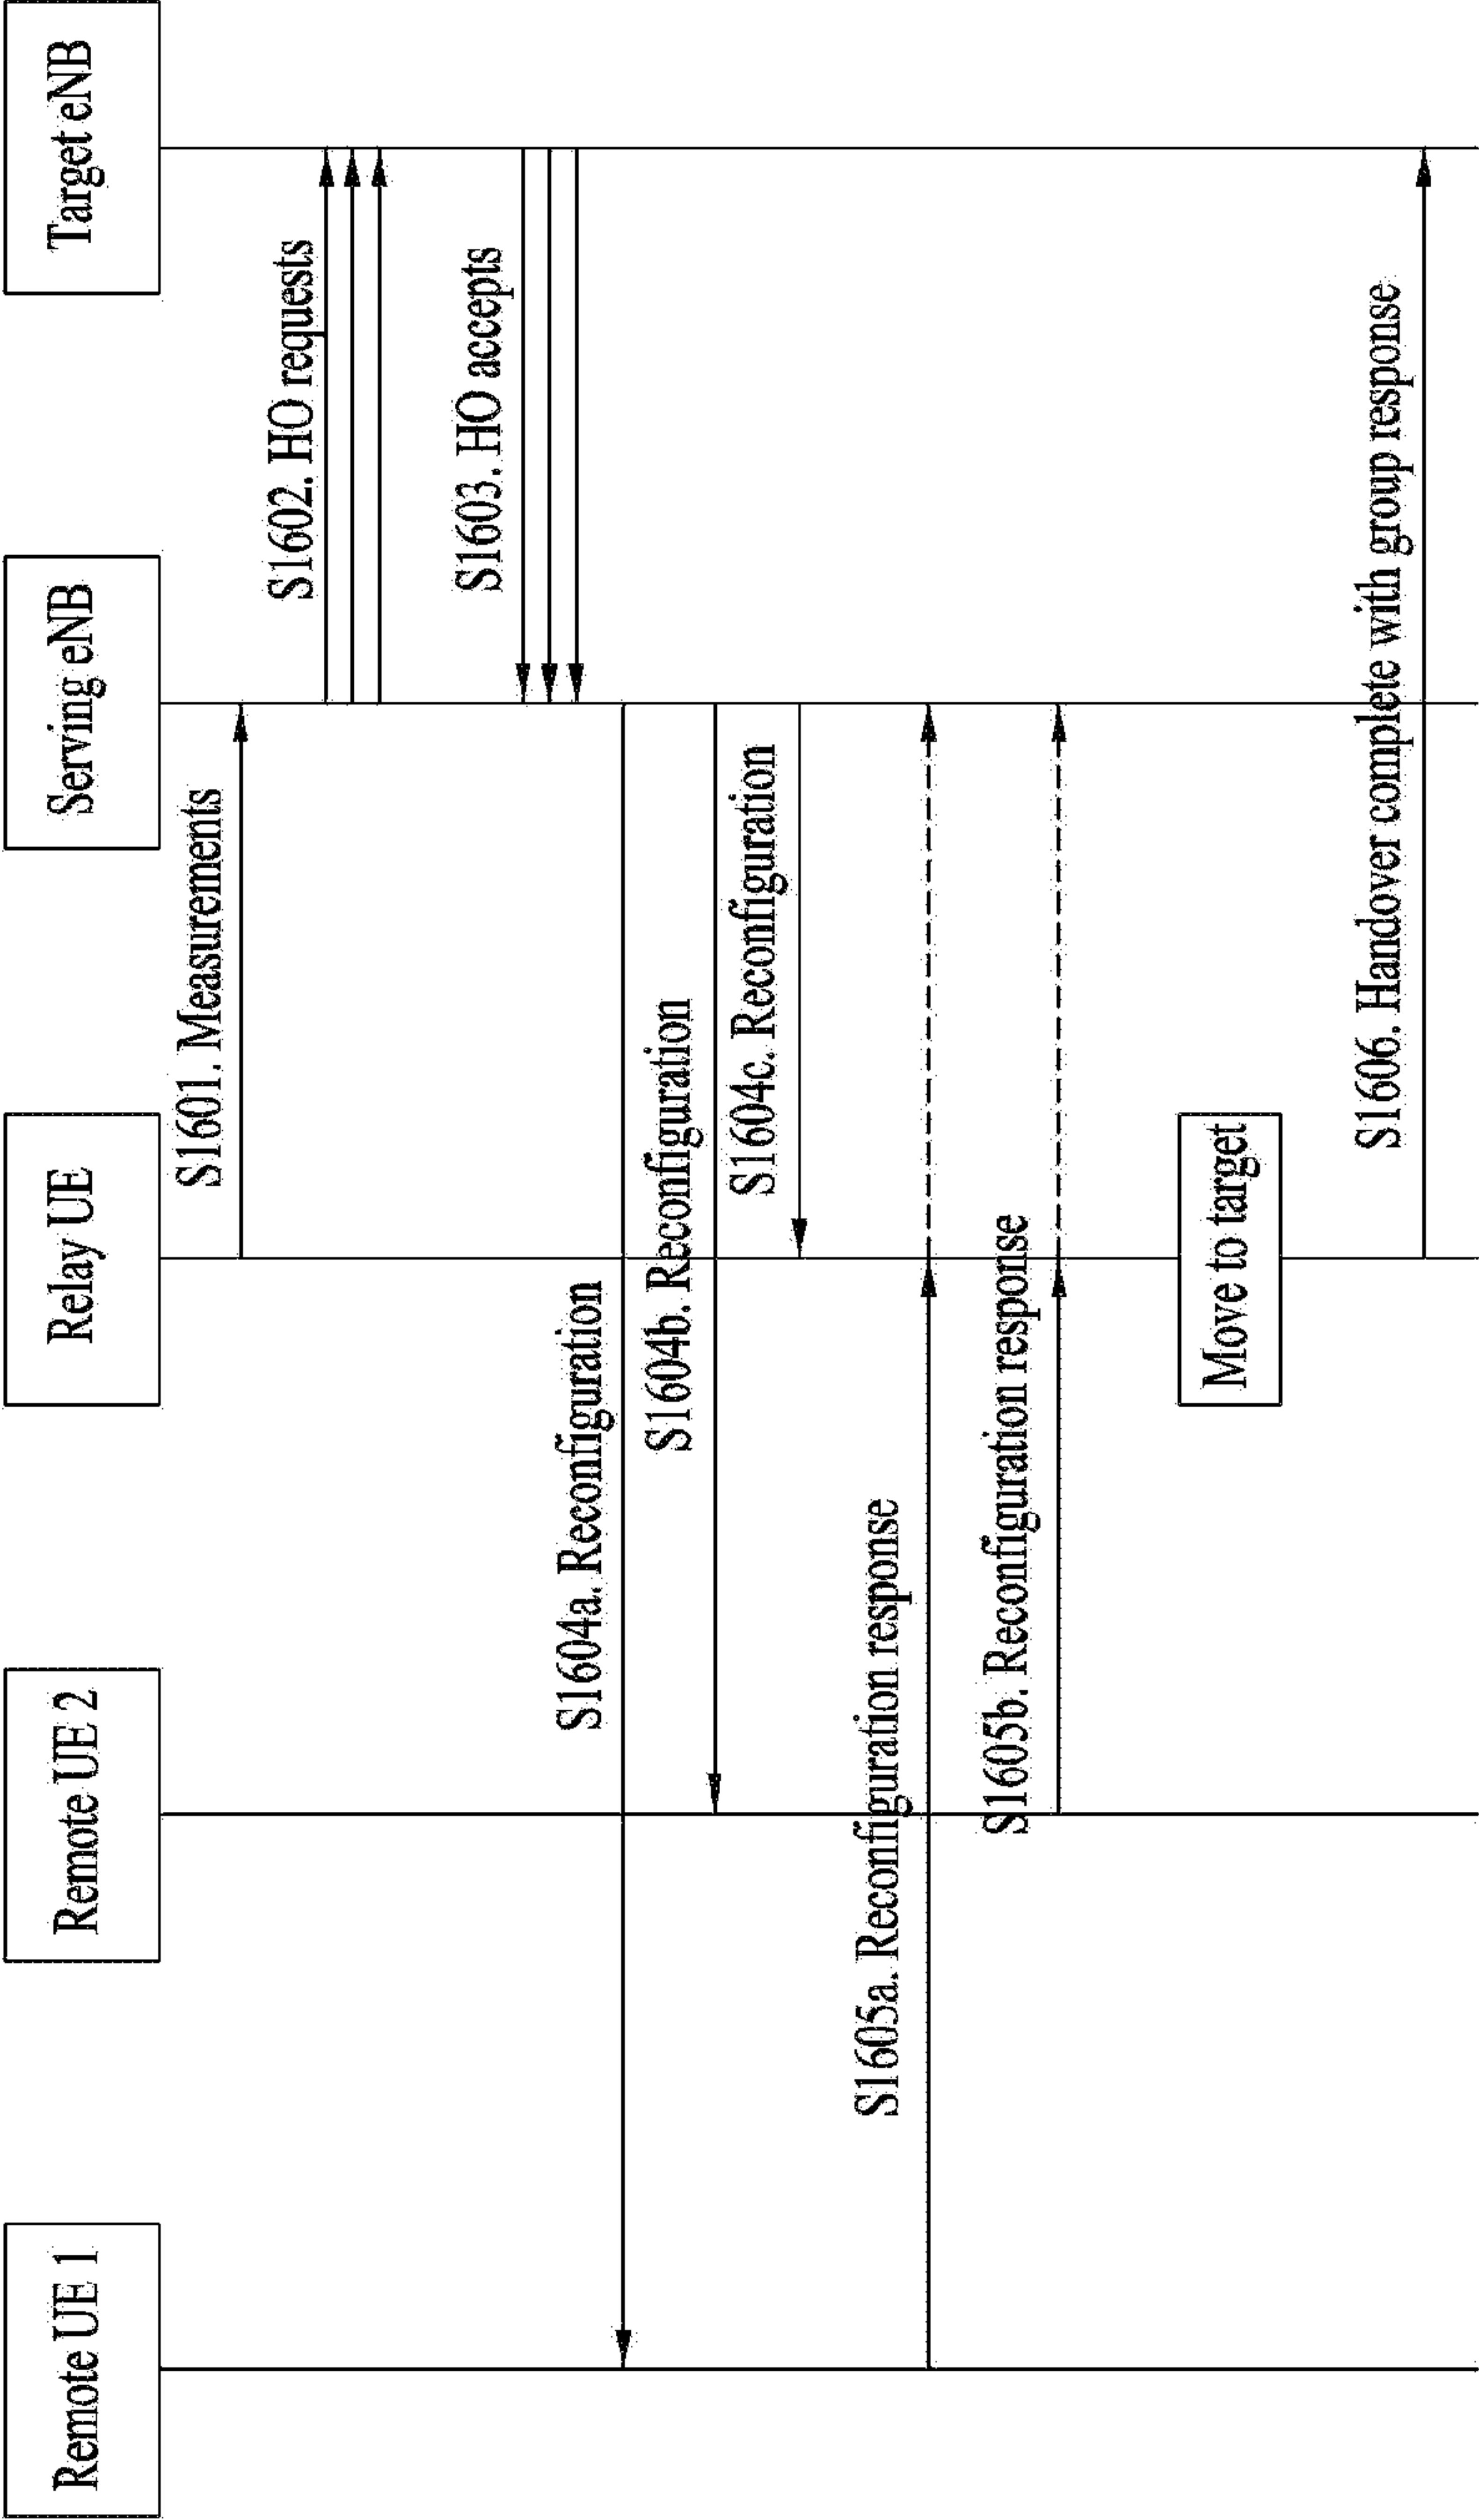 Remote UE 1
Remote UE 2
Relay UE
Serving eNB
Target eNB
S1601. Measurements
S1602. HO requests
S1603. HO accepts
S1604a. Reconfiguration
S1604b. Reconfiguration
S1604c. Reconfiguration
S1605a. Reconfiguration response
S1605b. Reconfiguration response
Move to target
S1606. Handover complete with group response